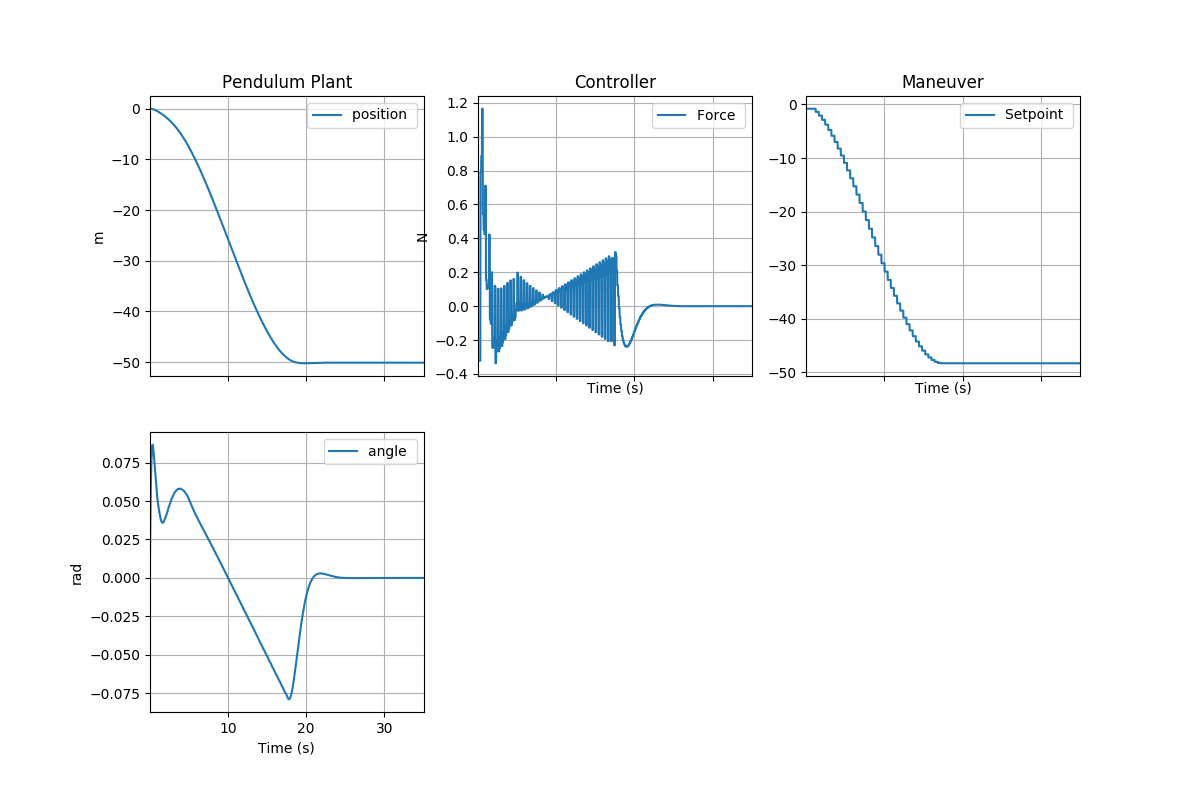 Pendulum Plant
position
0
−10
−20
−30
−40
−50
m
Controller
Force
1.2
1.0
0.8
0.6
0.4
0.2
0.0
−0.2
−0.4
N
Time (s)
Maneuver
Setpoint
0
−10
−20
−30
−40
−50
Time (s)
angle
0.075
0.050
0.025
0.000
−0.025
−0.050
−0.075
rad
10 20 30
Time (s)